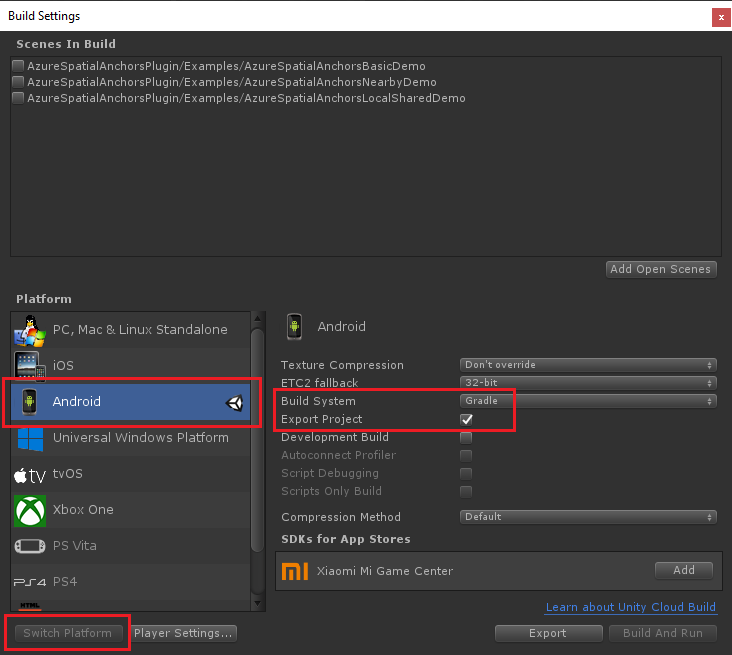 Build Settings
x
Scenes In Build
AzureSpatialAnchorsPlugin/Examples/AzureSpatialAnchorsBasicDemo
AzureSpatialAnchorsPlugin/Examples/AzureSpatialAnchorsNearbyDemo
AzureSpatialAnchorsPlugin/Examples/AzureSpatialAnchorsLocalSharedDemo
Add Open Scenes
Platform
PC, Mac & Linux Standalone
iOS
Android
Universal Windows Platform
tv tvOS
Xbox One
PS Vita
PS4 PS4
HTML
Switch Platform
Player Settings...
Android
Texture Compression Don't override
ETC2 fallback 32-bit
Build System Gradle
Export Project
Development Build
Autoconnect Profiler
Script Debugging
Scripts Only Build
Compression Method Default
SDKs for App Stores
mi Xiaomi Mi Game Center Add
Learn about Unity Cloud Build
Export Build And Run